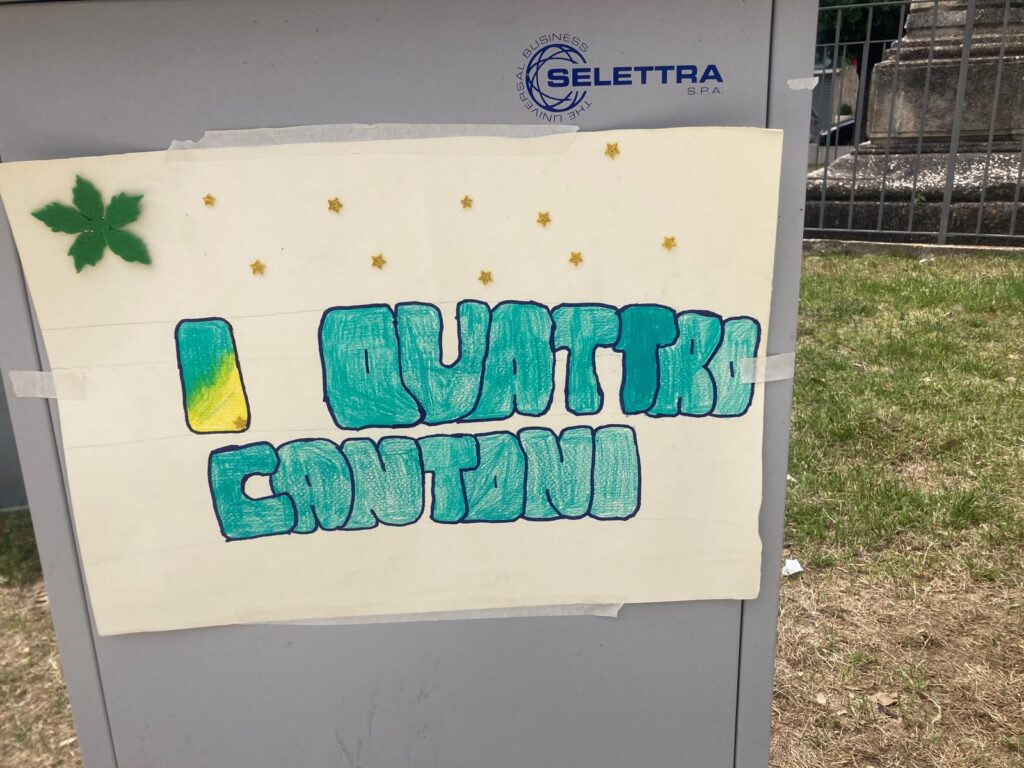 THE UNIVERSAL BUSINESS
SELETTRA
S.P.A.
I QUATTRO
CANTONI